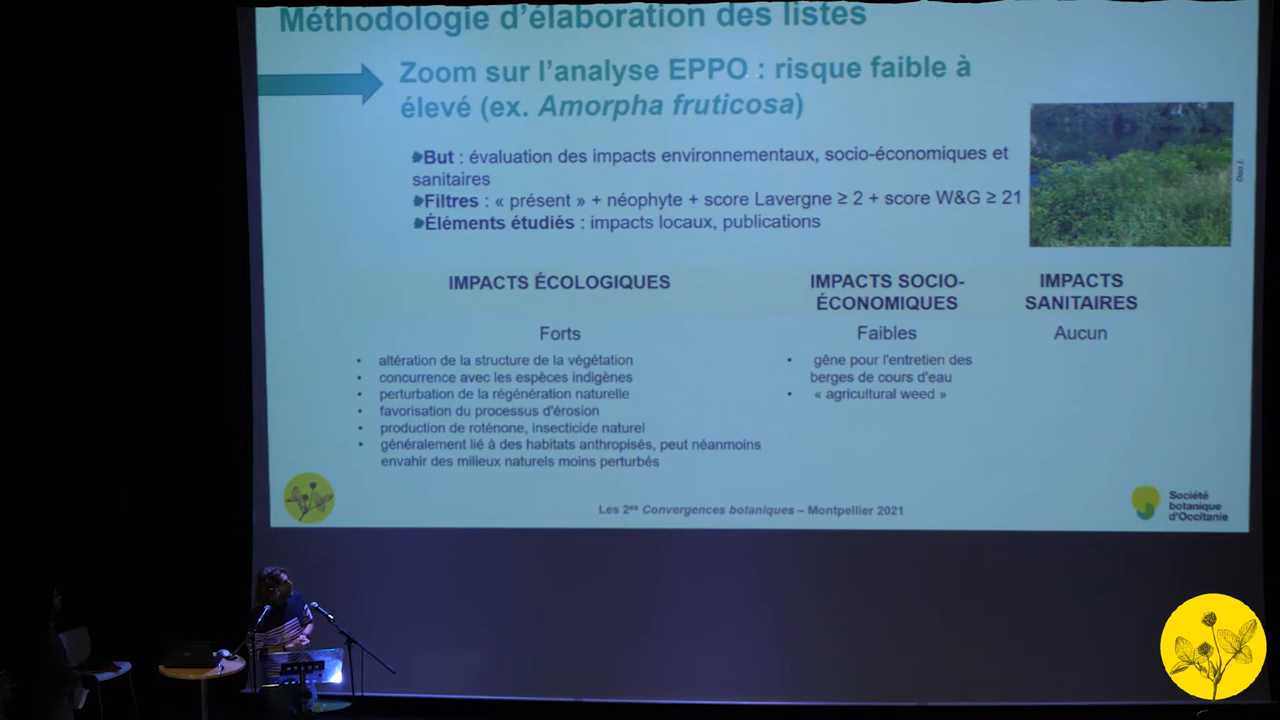 Méthodologie d'élaboration des listes
Zoom sur l'analyse EPPO : risque faible à
élevé (ex. Amorpha fruticosa)
But : évaluation des impacts environnementaux, socio-économiques et
sanitaires
Filtres : « présent » + néophyte + score Lavergne ≥ 2 + score W&G ≥ 21
Éléments étudiés : impacts locaux, publications
IMPACTS ÉCOLOGIQUES
Forts
• altération de la structure de la végétation
• concurrence avec les espèces indigènes
• perturbation de la régénération naturelle
• favorisation du processus d'érosion
• production de roténone, insecticide naturel
• généralement lié à des habitats anthropisés, peut néanmoins
envahir des milieux naturels moins perturbés
IMPACTS SOCIO-
ÉCONOMIQUES
Faibles
• gêne pour l'entretien des
berges de cours d'eau
• « agricultural weed »
IMPACTS
SANITAIRES
Aucun
Les 2es Convergences botaniques – Montpellier 2021
Société
botanique
d'Occitanie